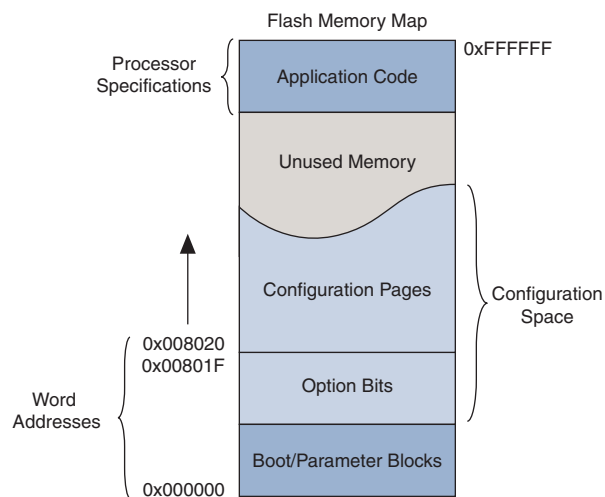 Flash Memory Map
0xFFFFFF
Processor
Specifications
Application Code
Unused Memory
Configuration Pages
Configuration
Space
0x008020
0x00801F
Option Bits
Word
Addresses
Boot/Parameter Blocks
0x000000